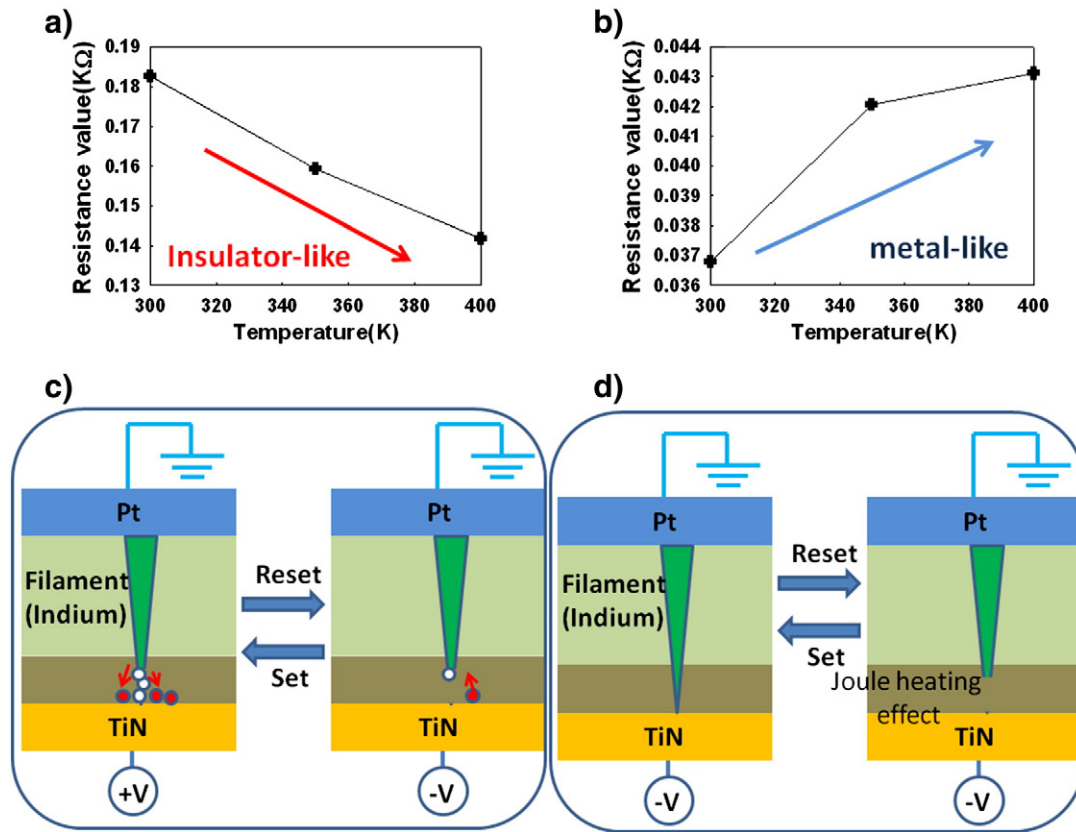 a)
Resistance value(KΩ)
0.19
0.18
0.17
0.16
0.15
0.14
0.13
Insulator-like
300 320 340 360 380 400
Temperature(K)
b)
Resistance value(KΩ)
0.044
0.043
0.042
0.041
0.040
0.039
0.038
0.037
0.036
metal-like
300 320 340 360 380 400
Temperature(K)
c)
Pt
Filament
(Indium)
TiN
+V
Reset
Set
Pt
TiN
-V
d)
Pt
Filament
(Indium)
TiN
-V
Reset
Set
Pt
Joule heating
effect
TiN
-V